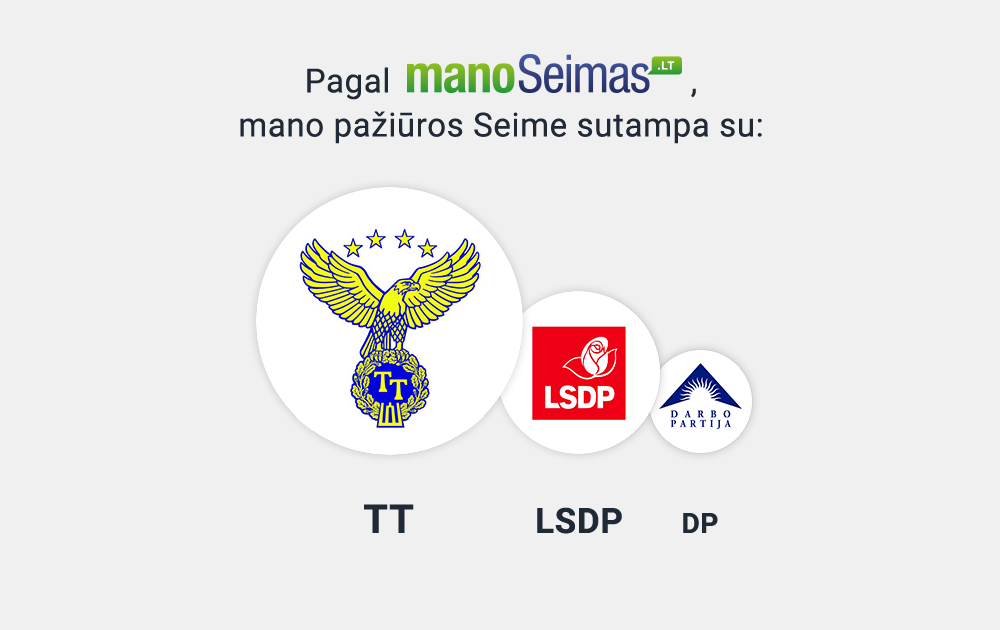 Pagal manoSeimas.LT ,
mano pažiūros Seime sutampa su:
TT
LSDP
DARBO
PARTIJA
TT
LSDP
DP